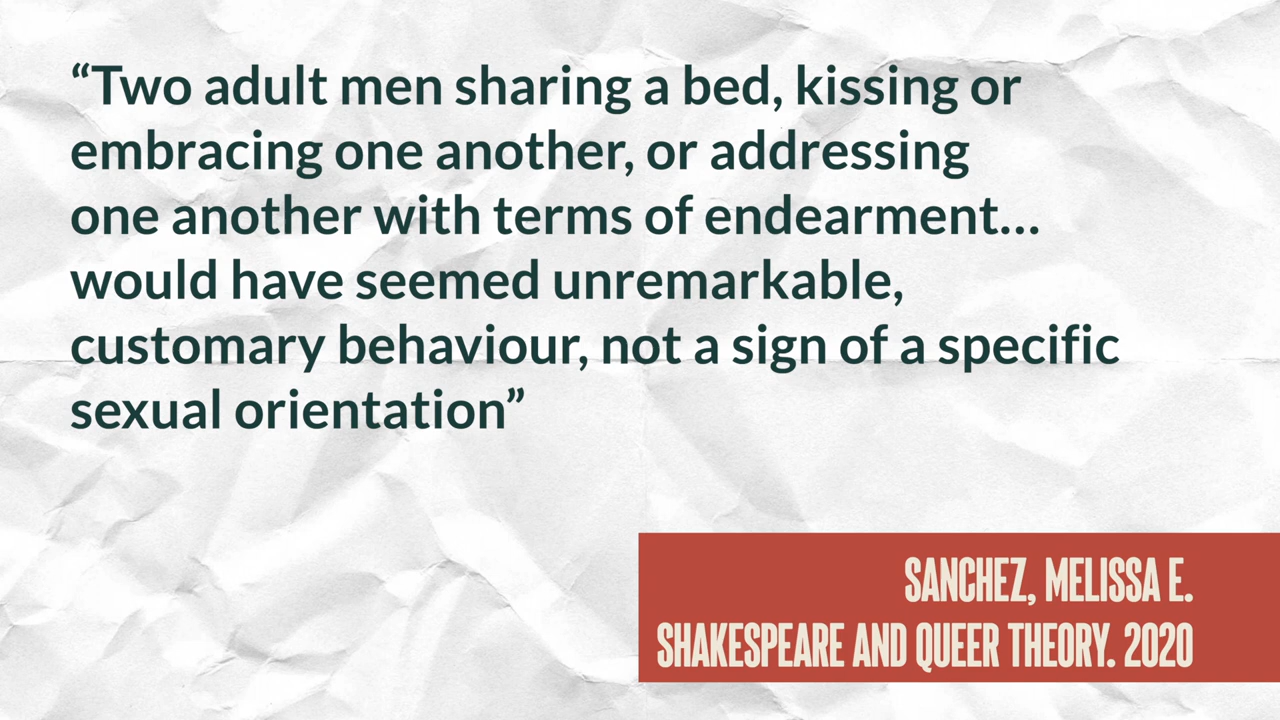 “Two adult men sharing a bed, kissing or
embracing one another, or addressing
one another with terms of endearment...
would have seemed unremarkable,
customary behaviour, not a sign of a specific
sexual orientation”
SANCHEZ, MELISSA E.
SHAKESPEARE AND QUEER THEORY. 2020